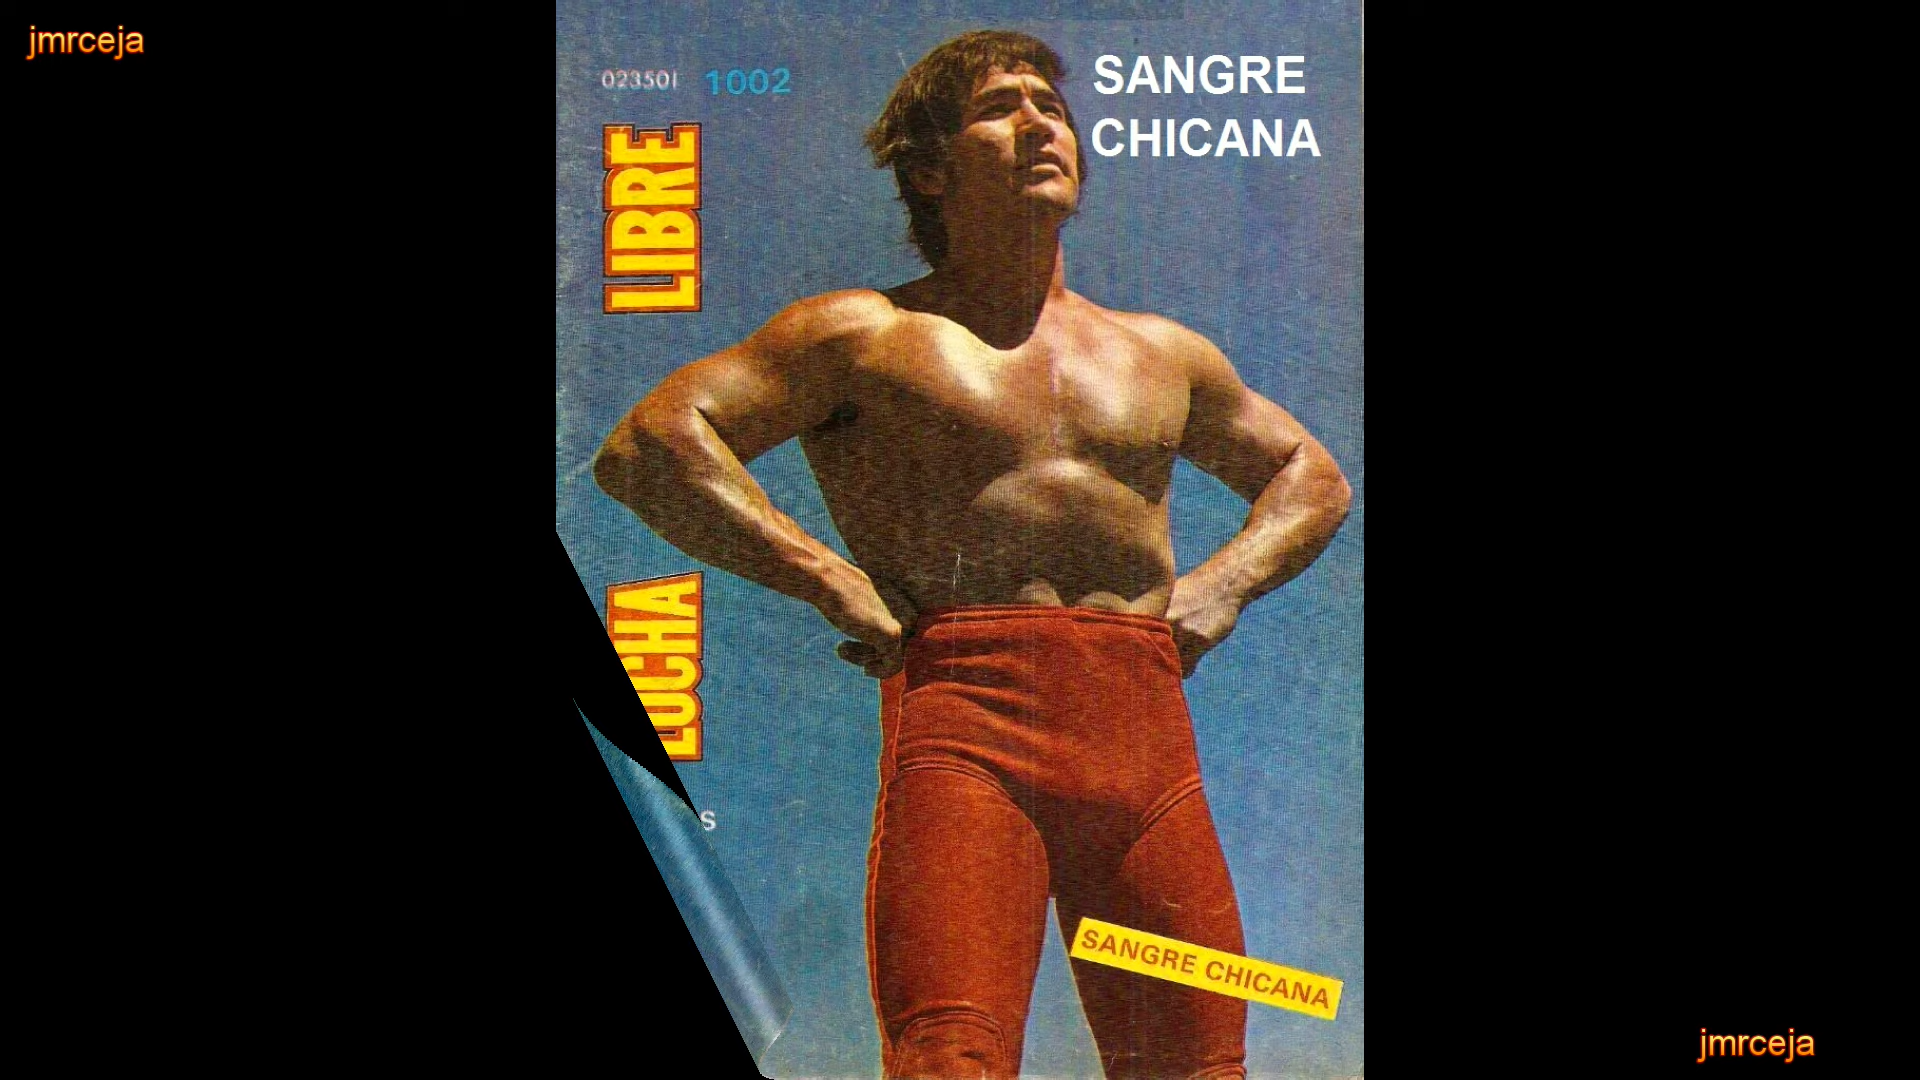 jmrceja
023501 1002
SANGRE
CHICANA
LIBRE
LUCHA
S
SANGRE CHICANA
jmrceja